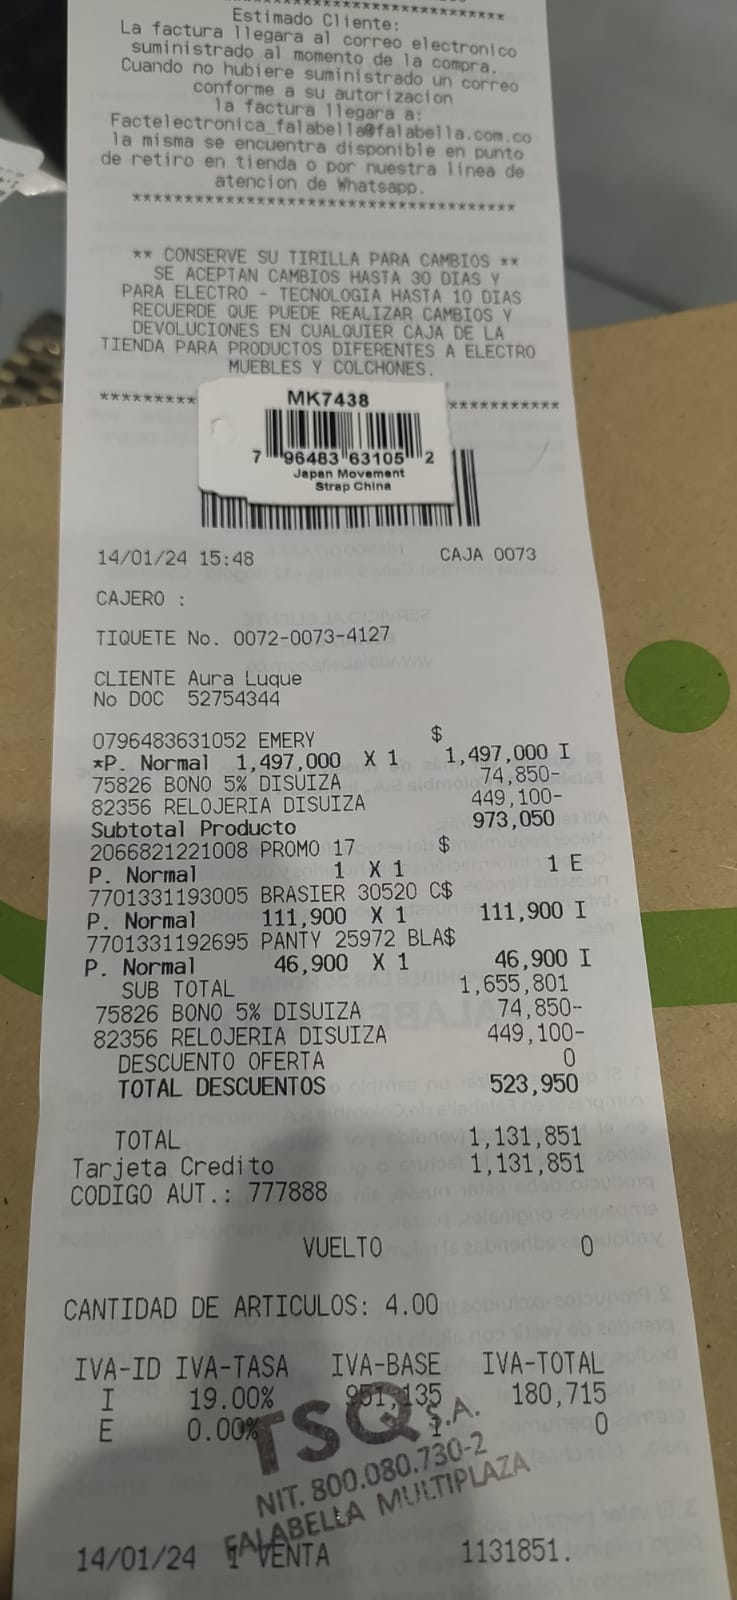 ****************************************
Estimado Cliente:
La factura llegara al correo electronico
suministrado al momento de la compra.
Cuando no hubiere suministrado un correo
conforme a su autorizacion
la factura llegara a:
Factelectronica_falabella@falabella.com.co
la misma se encuentra disponible en punto
de retiro en tienda o por nuestra linea de
atencion de Whatsapp.
****************************************
** CONSERVE SU TIRILLA PARA CAMBIOS **
SE ACEPTAN CAMBIOS HASTA 30 DIAS Y
PARA ELECTRO - TECNOLOGIA HASTA 10 DIAS
RECUERDE QUE PUEDE REALIZAR CAMBIOS Y
DEVOLUCIONES EN CUALQUIER CAJA DE LA
TIENDA PARA PRODUCTOS DIFERENTES A ELECTRO
MUEBLES Y COLCHONES.
********* ***********
MK7438
7 96483 63105 2
Japan Movement
Strap China
14/01/24 15:48 CAJA 0073
CAJERO :
TIQUETE No. 0072-0073-4127
CLIENTE Aura Luque
No DOC 52754344
0796483631052 EMERY $
*P. Normal 1,497,000 X 1 1,497,000 I
75826 BONO 5% DISUIZA 74,850-
82356 RELOJERIA DISUIZA 449,100-
Subtotal Producto 973,050
2066821221008 PROMO 17 $
P. Normal 1 X 1 1 E
7701331193005 BRASIER 30520 C$
P. Normal 111,900 X 1 111,900 I
7701331192695 PANTY 25972 BLA$
P. Normal 46,900 X 1 46,900 I
SUB TOTAL 1,655,801
75826 BONO 5% DISUIZA 74,850-
82356 RELOJERIA DISUIZA 449,100-
DESCUENTO OFERTA 0
TOTAL DESCUENTOS 523,950
TOTAL 1,131,851
Tarjeta Credito 1,131,851
CODIGO AUT.: 777888
VUELTO 0
CANTIDAD DE ARTICULOS: 4.00
IVA-ID IVA-TASA IVA-BASE IVA-TOTAL
I 19.00% 951,135 180,715
E 0.00% 1 0
TSQ S.A.
NIT. 800.080.730-2
FALABELLA MULTIPLAZA
14/01/24 1 VENTA 1131851.